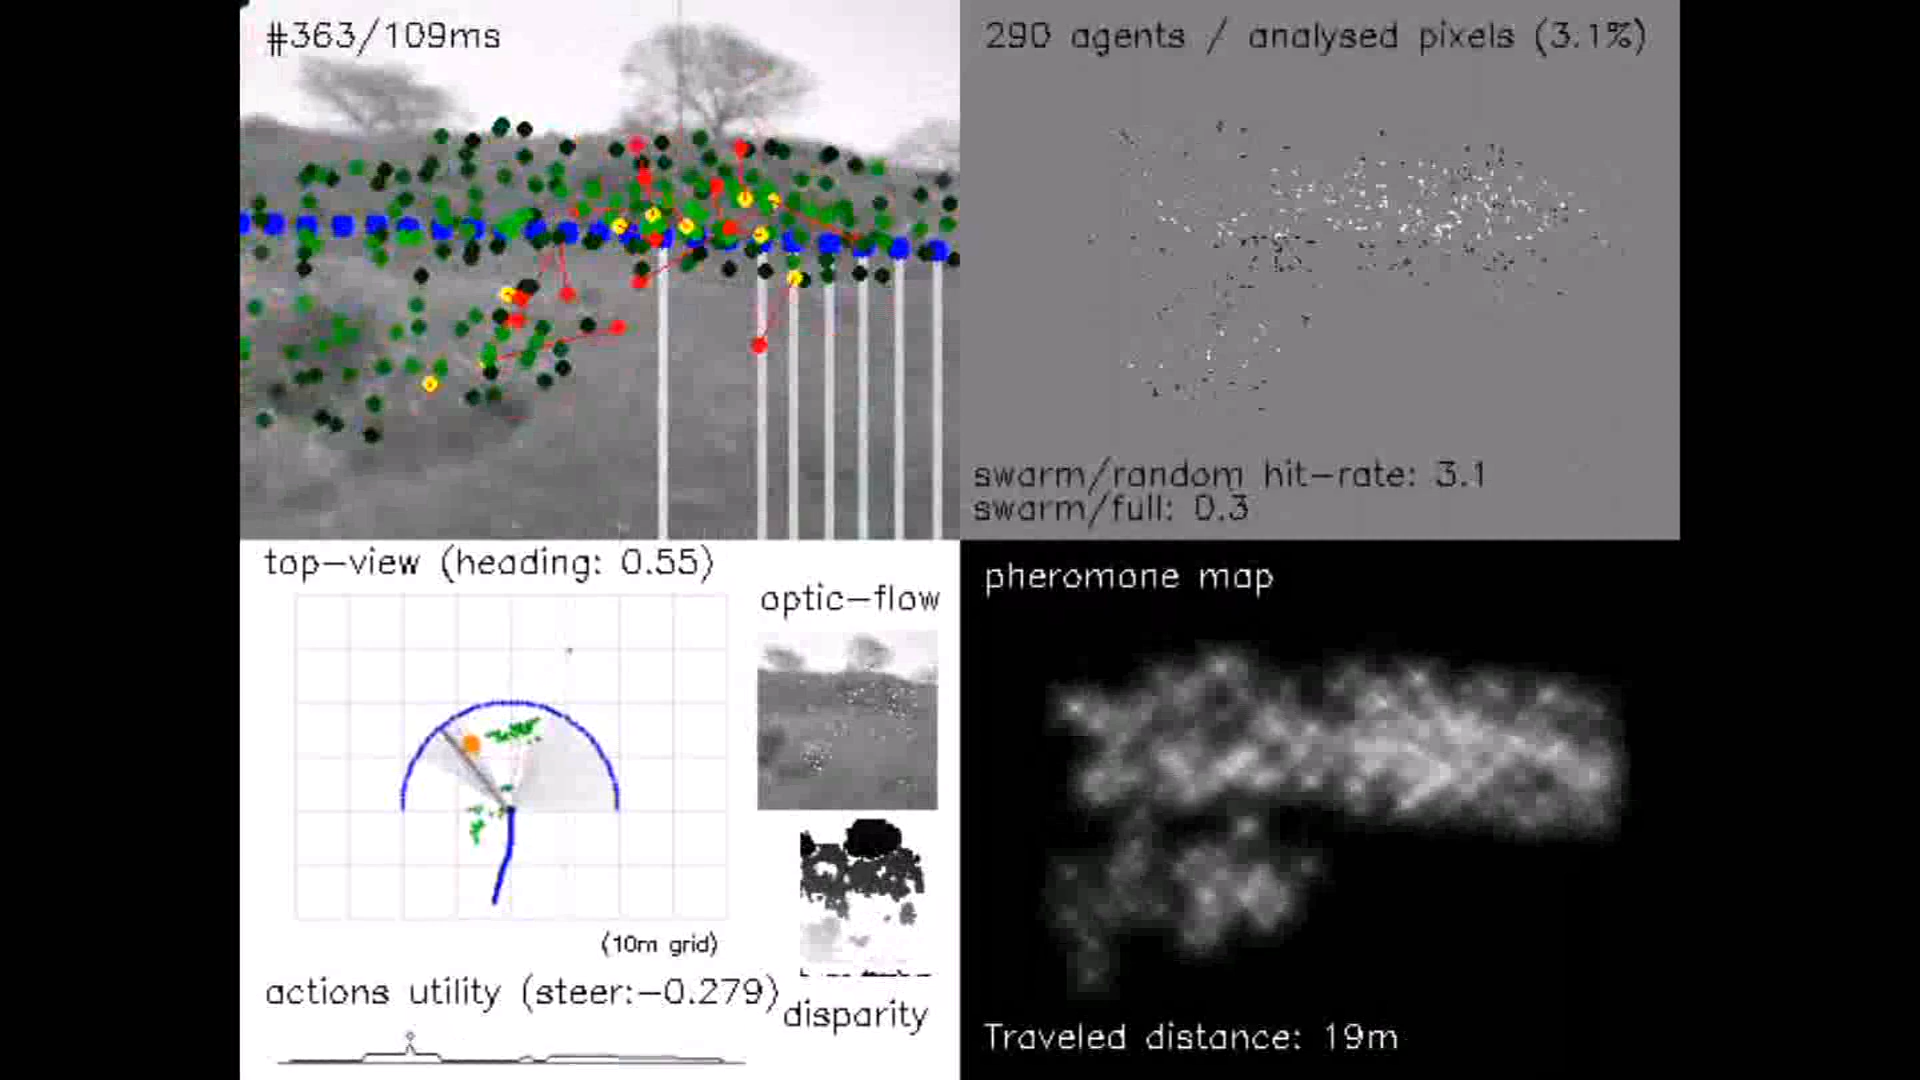 #363/109ms
290 agents / analysed pixels (3.1%)
swarm/random hit-rate: 3.1
swarm/full: 0.3
top-view (heading: 0.55)
optic-flow
(10m grid)
actions utility (steer:-0.279)
disparity
pheromone map
Traveled distance: 19m